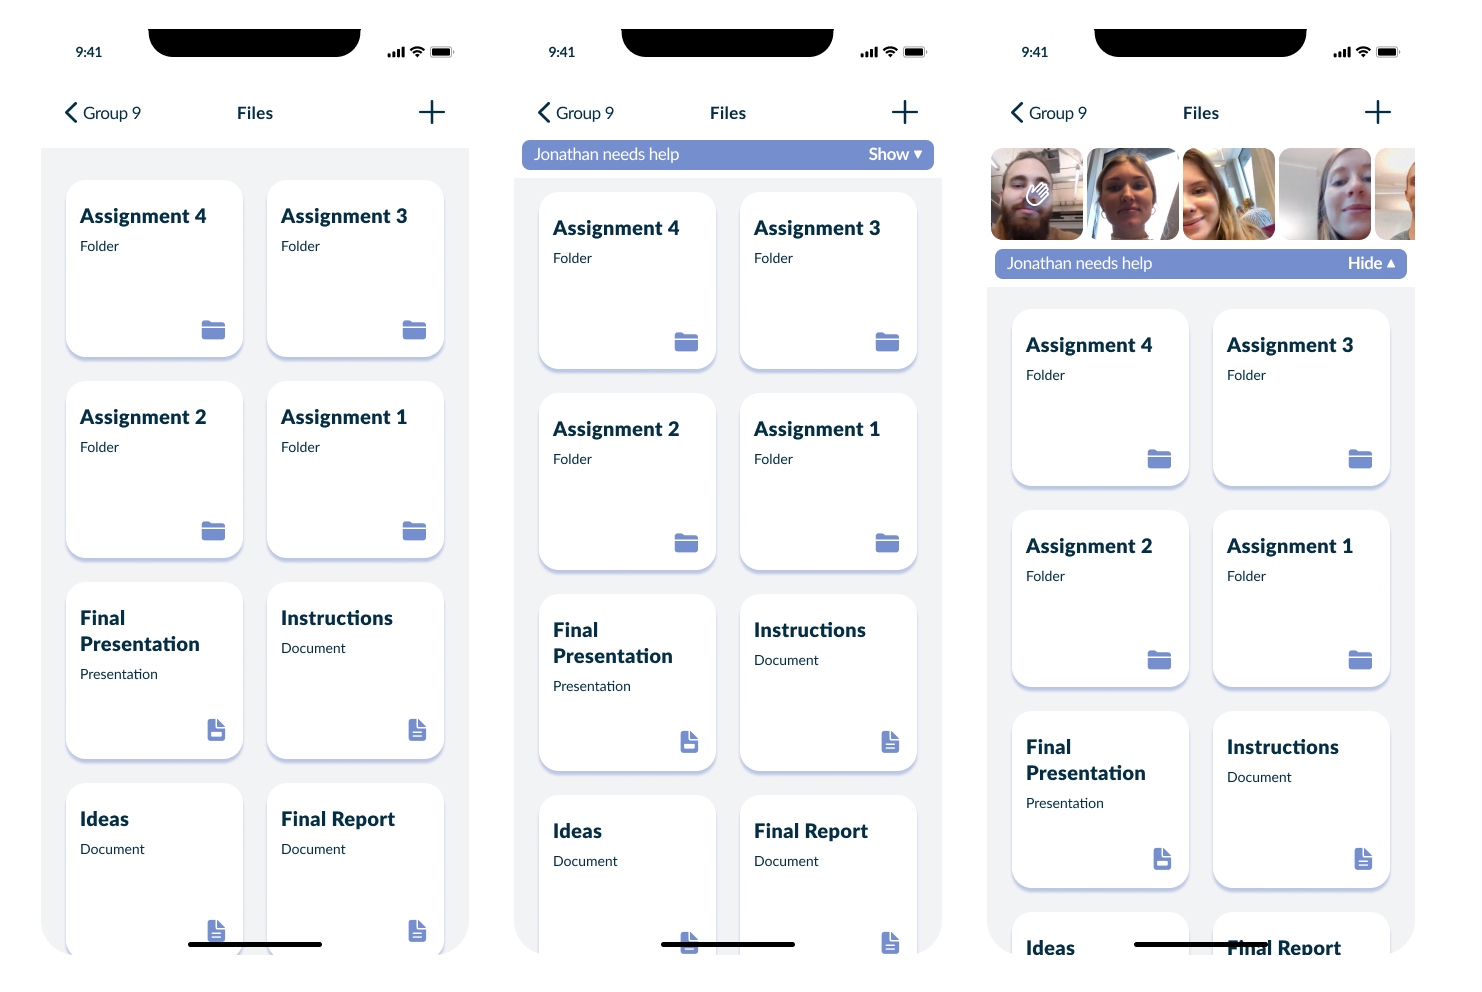 9:41
Group 9 Files
Assignment 4
Folder
Assignment 3
Folder
Assignment 2
Folder
Assignment 1
Folder
Final
Presentation
Presentation
Instructions
Document
Ideas
Document
Final Report
Document
9:41
Group 9 Files
Jonathan needs help Show ▼
Assignment 4
Folder
Assignment 3
Folder
Assignment 2
Folder
Assignment 1
Folder
Final
Presentation
Presentation
Instructions
Document
Ideas
Document
Final Report
Document
9:41
Group 9 Files
Jonathan needs help Hide ▲
Assignment 4
Folder
Assignment 3
Folder
Assignment 2
Folder
Assignment 1
Folder
Final
Presentation
Presentation
Instructions
Document
Ideas
Final Report